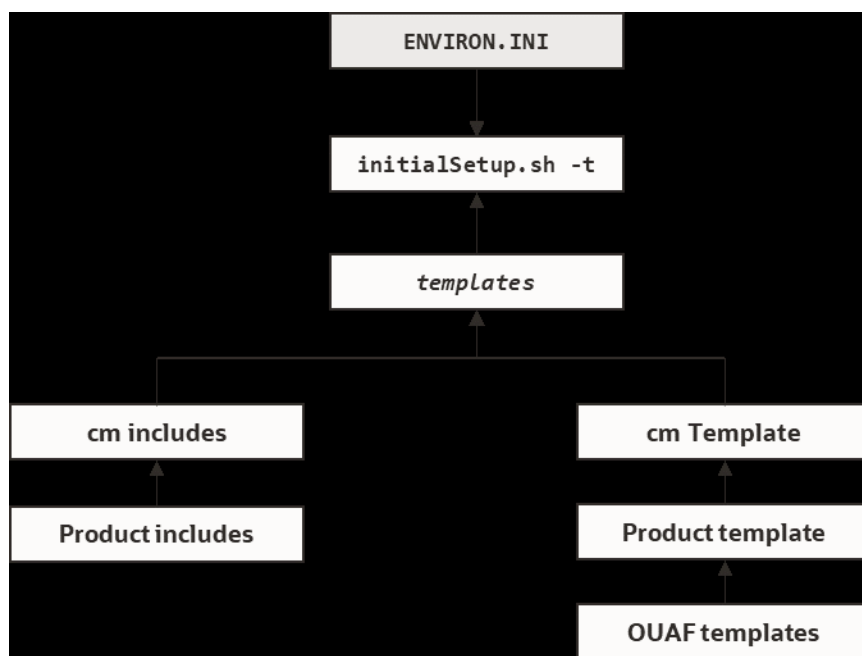 ENVIRON.INI
initialSetup.sh -t
templates
cm includes
cm Template
Product includes
Product template
OUAF templates